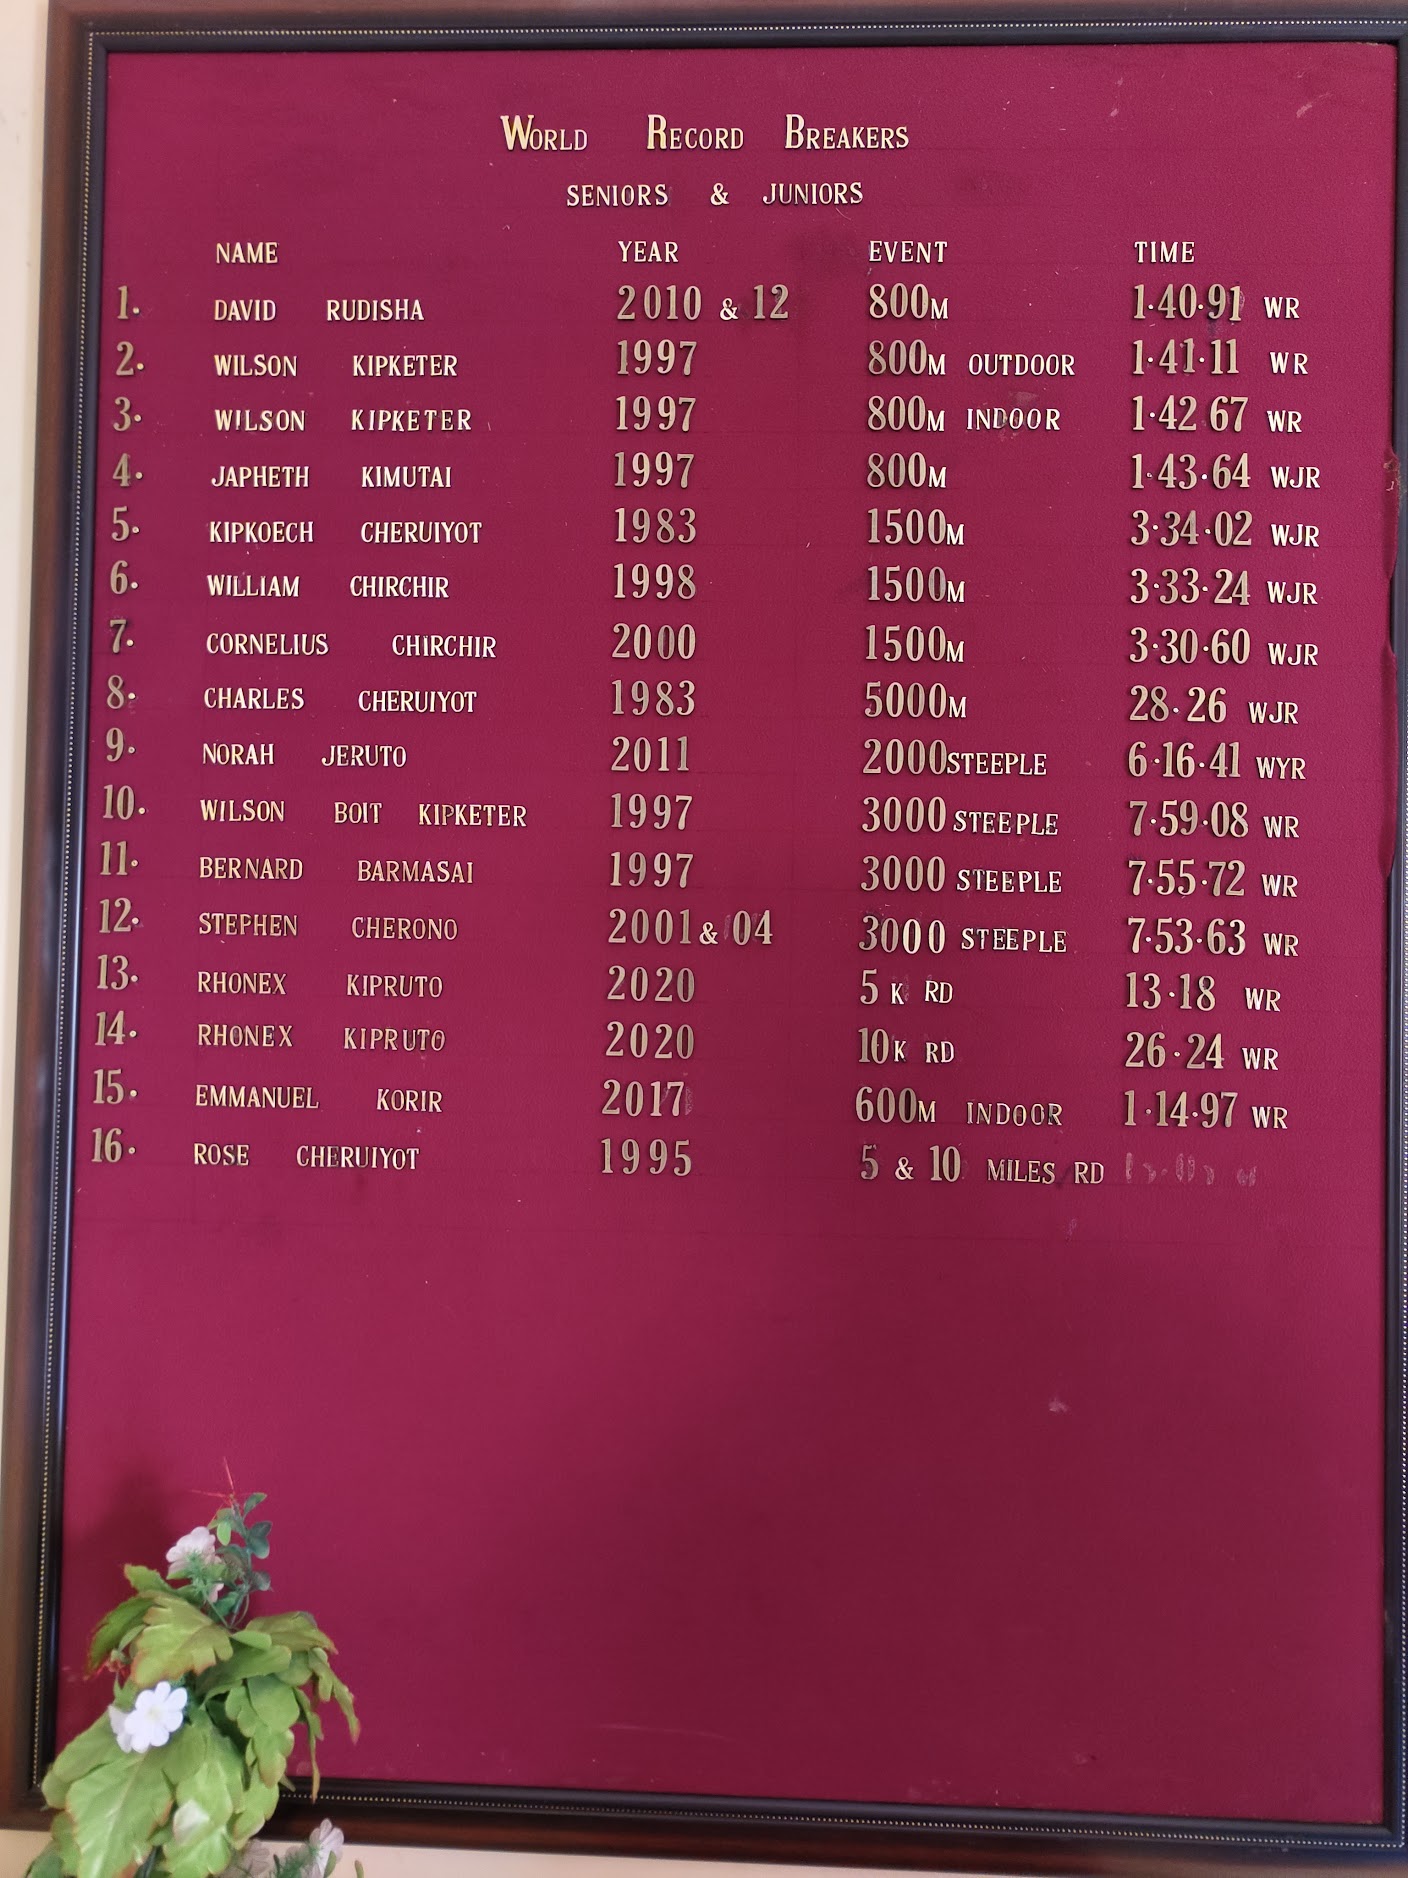 WORLD RECORD BREAKERS
SENIORS & JUNIORS
NAME YEAR EVENT TIME
1. DAVID RUDISHA 2010 & 12 800M 1.40.91 WR
2. WILSON KIPKETER 1997 800M OUTDOOR 1.41.11 WR
3. WILSON KIPKETER 1997 800M INDOOR 1.42 67 WR
4. JAPHETH KIMUTAI 1997 800M 1.43.64 WJR
5. KIPKOECH CHERUIYOT 1983 1500M 3.34.02 WJR
6. WILLIAM CHIRCHIR 1998 1500M 3.33.24 WJR
7. CORNELIUS CHIRCHIR 2000 1500M 3.30.60 WJR
8. CHARLES CHERUIYOT 1983 5000M 28.26 WJR
9. NORAH JERUTO 2011 2000STEEPLE 6.16.41 WYR
10. WILSON BOIT KIPKETER 1997 3000 STEEPLE 7.59.08 WR
11. BERNARD BARMASAI 1997 3000 STEEPLE 7.55.72 WR
12. STEPHEN CHERONO 2001 & 04 3000 STEEPLE 7.53.63 WR
13. RHONEX KIPRUTO 2020 5 K RD 13.18 WR
14. RHONEX KIPRUTO 2020 10K RD 26.24 WR
15. EMMANUEL KORIR 2017 600M INDOOR 1.14.97 WR
16. ROSE CHERUIYOT 1995 5 & 10 MILES RD